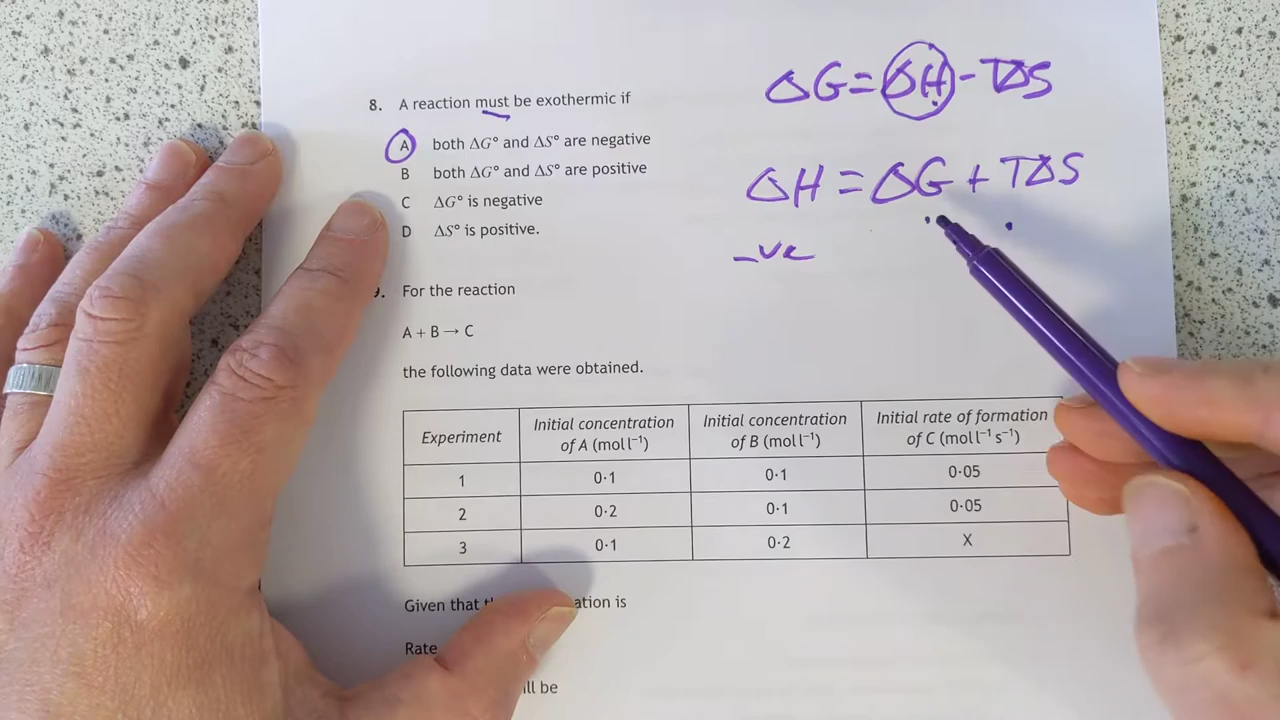 8. A reaction must be exothermic if
A both ΔG° and ΔS° are negative
B both ΔG° and ΔS° are positive
C ΔG° is negative
D ΔS° is positive.
ΔG = ΔH - TΔS
ΔH = ΔG + TΔS
-ve
9. For the reaction
A + B → C
the following data were obtained.
Experiment | Initial concentration of A (mol l⁻¹) | Initial concentration of B (mol l⁻¹) | Initial rate of formation of C (mol l⁻¹ s⁻¹)
1 | 0·1 | 0·1 | 0·05
2 | 0·2 | 0·1 | 0·05
3 | 0·1 | 0·2 | X
Given that is
Rate
be